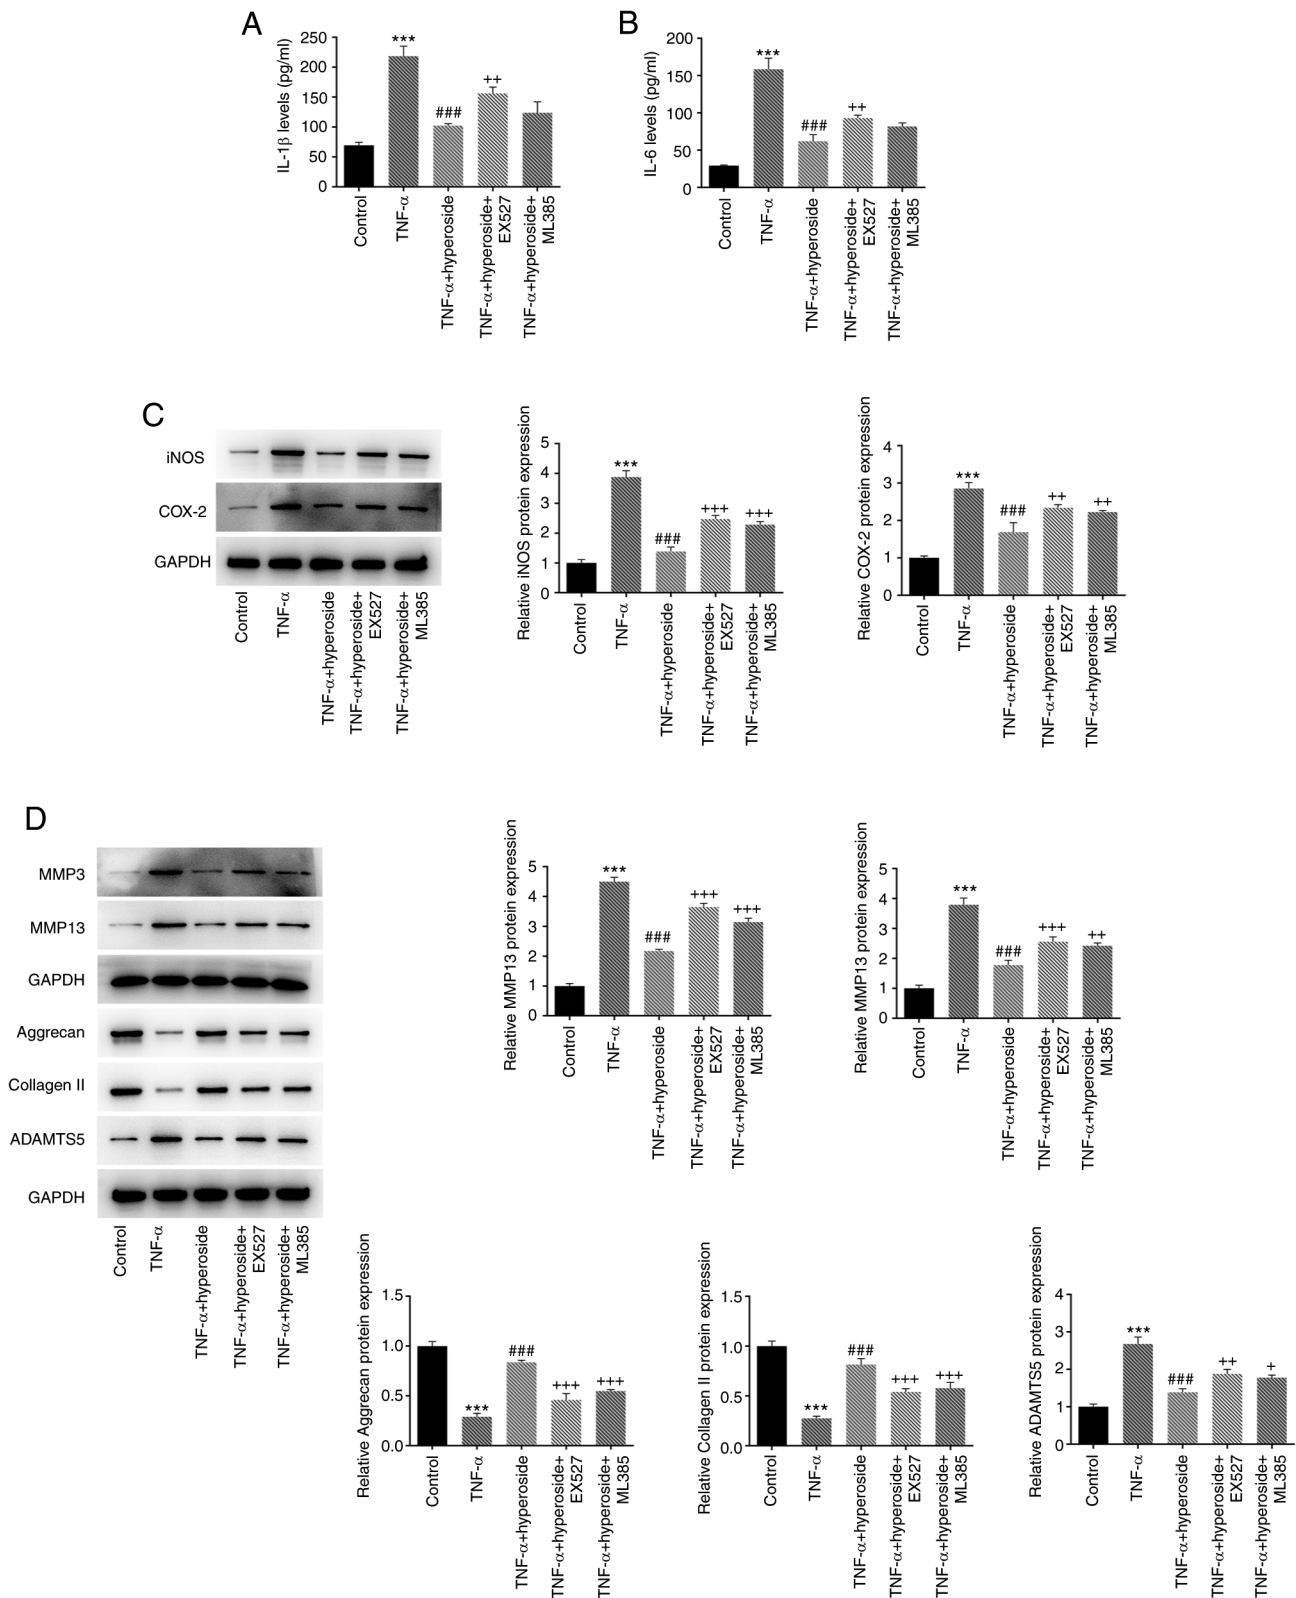 A
IL-1β levels (pg/ml)
250
200
150
100
50
0
***
###
++
Control
TNF-α
TNF-α+hyperoside
TNF-α+hyperoside+
EX527
TNF-α+hyperoside+
ML385
B
IL-6 levels (pg/ml)
200
150
100
50
0
***
###
++
Control
TNF-α
TNF-α+hyperoside
TNF-α+hyperoside+
EX527
TNF-α+hyperoside+
ML385
C
iNOS
COX-2
GAPDH
Control
TNF-α
TNF-α+hyperoside
TNF-α+hyperoside+
EX527
TNF-α+hyperoside+
ML385
Relative iNOS protein expression
5
4
3
2
1
0
***
###
+++
+++
Control
TNF-α
TNF-α+hyperoside
TNF-α+hyperoside+
EX527
TNF-α+hyperoside+
ML385
Relative COX-2 protein expression
4
3
2
1
0
***
###
++
++
Control
TNF-α
TNF-α+hyperoside
TNF-α+hyperoside+
EX527
TNF-α+hyperoside+
ML385
D
MMP3
MMP13
GAPDH
Aggrecan
Collagen II
ADAMTS5
GAPDH
Control
TNF-α
TNF-α+hyperoside
TNF-α+hyperoside+
EX527
TNF-α+hyperoside+
ML385
Relative MMP13 protein expression
5
4
3
2
1
0
***
###
+++
+++
Control
TNF-α
TNF-α+hyperoside
TNF-α+hyperoside+
EX527
TNF-α+hyperoside+
ML385
Relative MMP13 protein expression
5
4
3
2
1
0
***
###
+++
++
Control
TNF-α
TNF-α+hyperoside
TNF-α+hyperoside+
EX527
TNF-α+hyperoside+
ML385
Relative Aggrecan protein expression
1.5
1.0
0.5
0.0
***
###
+++
+++
Control
TNF-α
TNF-α+hyperoside
TNF-α+hyperoside+
EX527
TNF-α+hyperoside+
ML385
Relative Collagen II protein expression
1.5
1.0
0.5
0.0
***
###
+++
+++
Control
TNF-α
TNF-α+hyperoside
TNF-α+hyperoside+
EX527
TNF-α+hyperoside+
ML385
Relative ADAMTS5 protein expression
4
3
2
1
0
***
###
++
+
Control
TNF-α
TNF-α+hyperoside
TNF-α+hyperoside+
EX527
TNF-α+hyperoside+
ML385